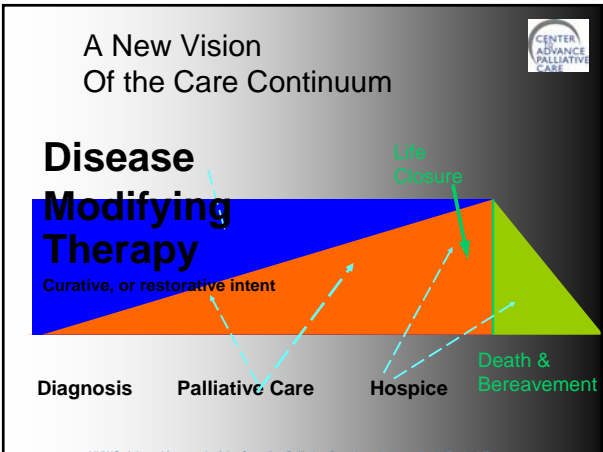 A New Vision
Of the Care Continuum
CENTER
TO
ADVANCE
PALLIATIVE
CARE
Disease
Modifying
Therapy
Curative, or restorative intent
Life
Closure
Death &
Bereavement
Diagnosis
Palliative Care
Hospice